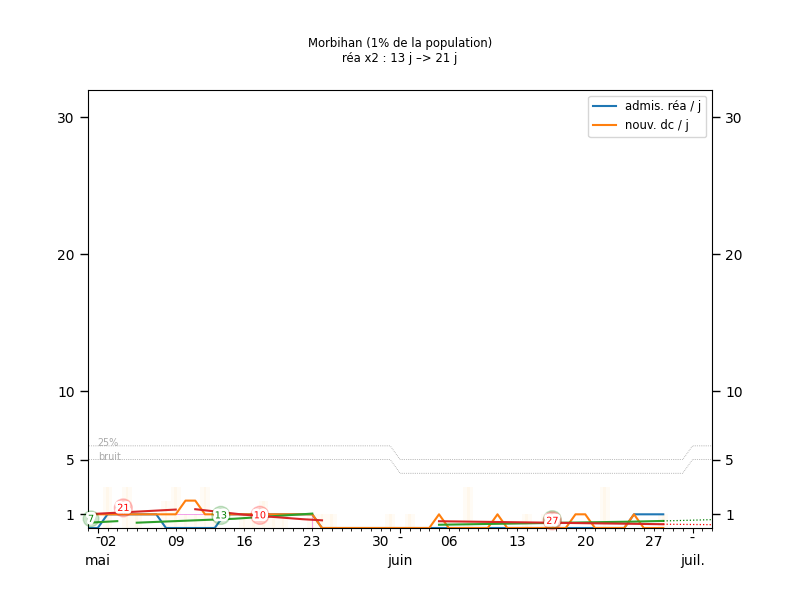 Morbihan (1% de la population)
réa x2 : 13 j –> 21 j
admis. réa / j
nouv. dc / j
30 30
20 20
10 10
25%
5 bruit 5
1 7 21 13 10 27 1
02 09 16 23 30 - 06 13 20 27 -
mai juin juil.